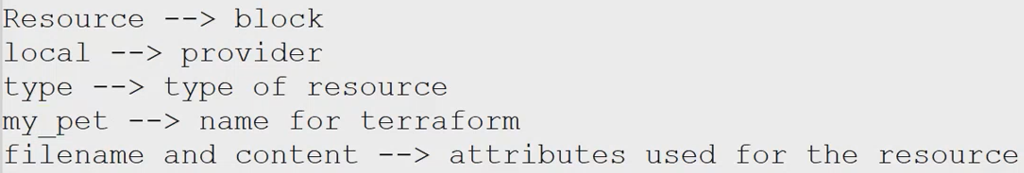 Resource --> block
local --> provider
type --> type of resource
my_pet --> name for terraform
filename and content --> attributes used for the resource